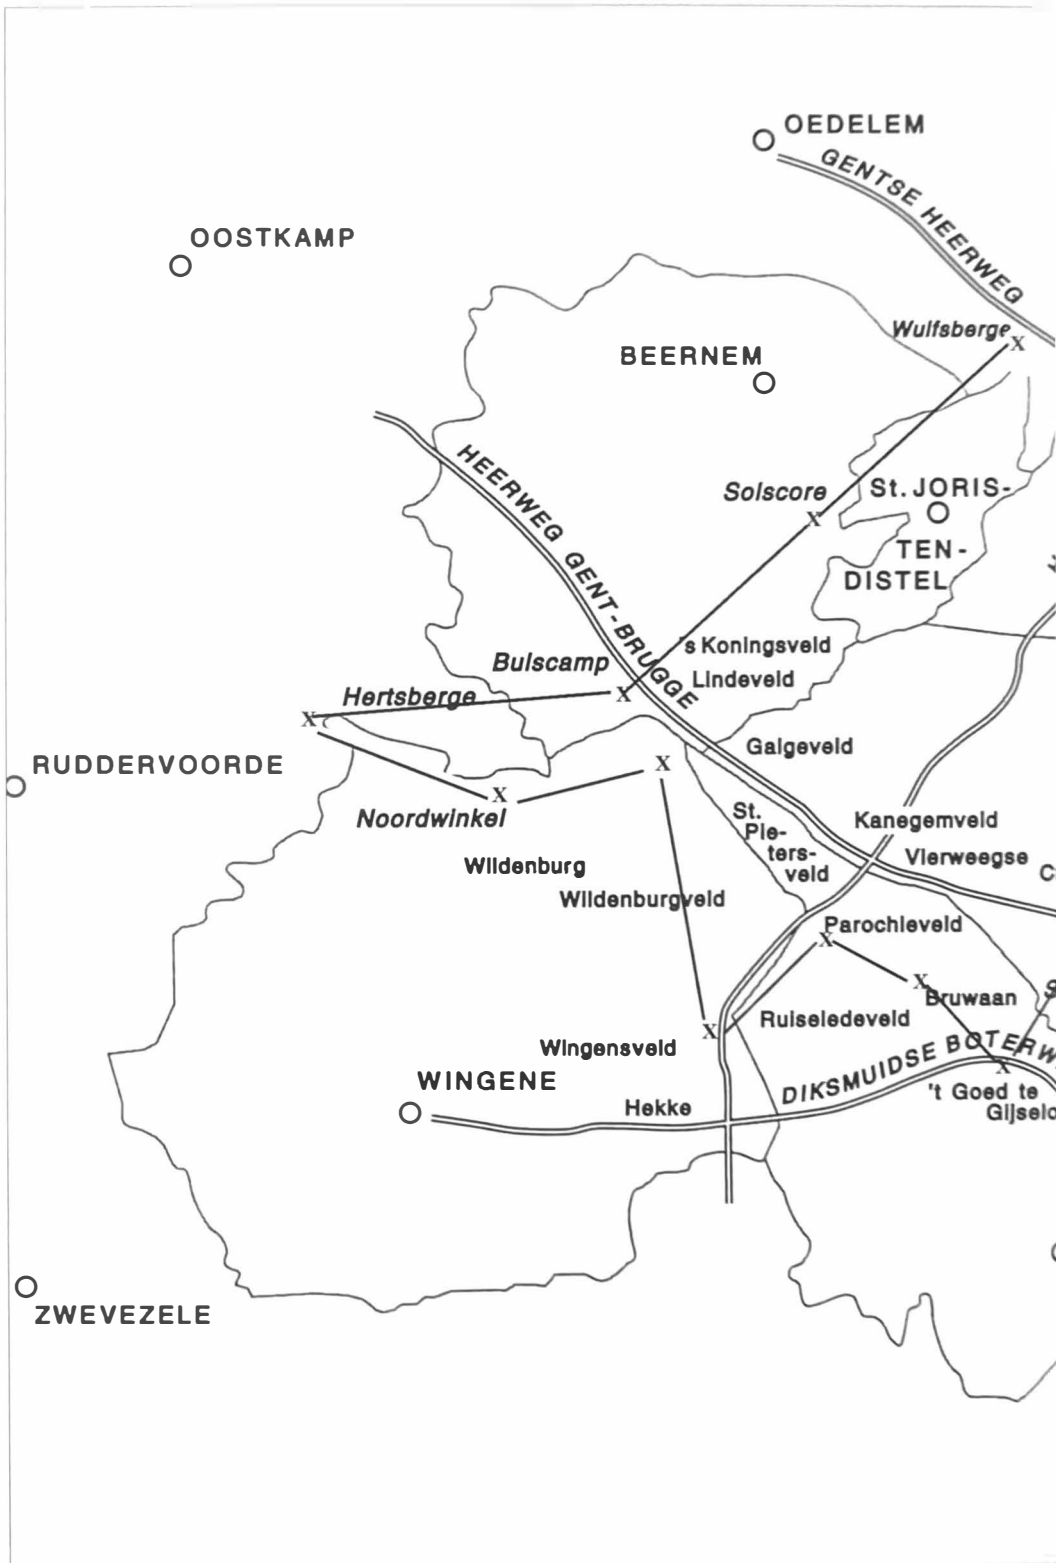 OEDELEM
GENTSE HEERWEG
OOSTKAMP
Wulfsberge
X
BEERNEM
HEERWEG GENT-BRUGGE
Solscore
X
St. JORIS-
TEN-
DISTEL
's Koningsveld
Bulscamp
X
Lindeveld
Hertsberge
X
Galgeveld
RUDDERVOORDE
X
X
Noordwinkel
St.
Pie-
ters-
veld
Kanegemveld
Vierweegse
Wildenburg
Wildenburgveld
Parochieveld
X
X
Bruwaan
Ruiseledeveld
X
Wingensveld
DIKSMUIDSE BOTERW
X
WINGENE
Hekke
't Goed te
Gijselo
ZWEVEZELE